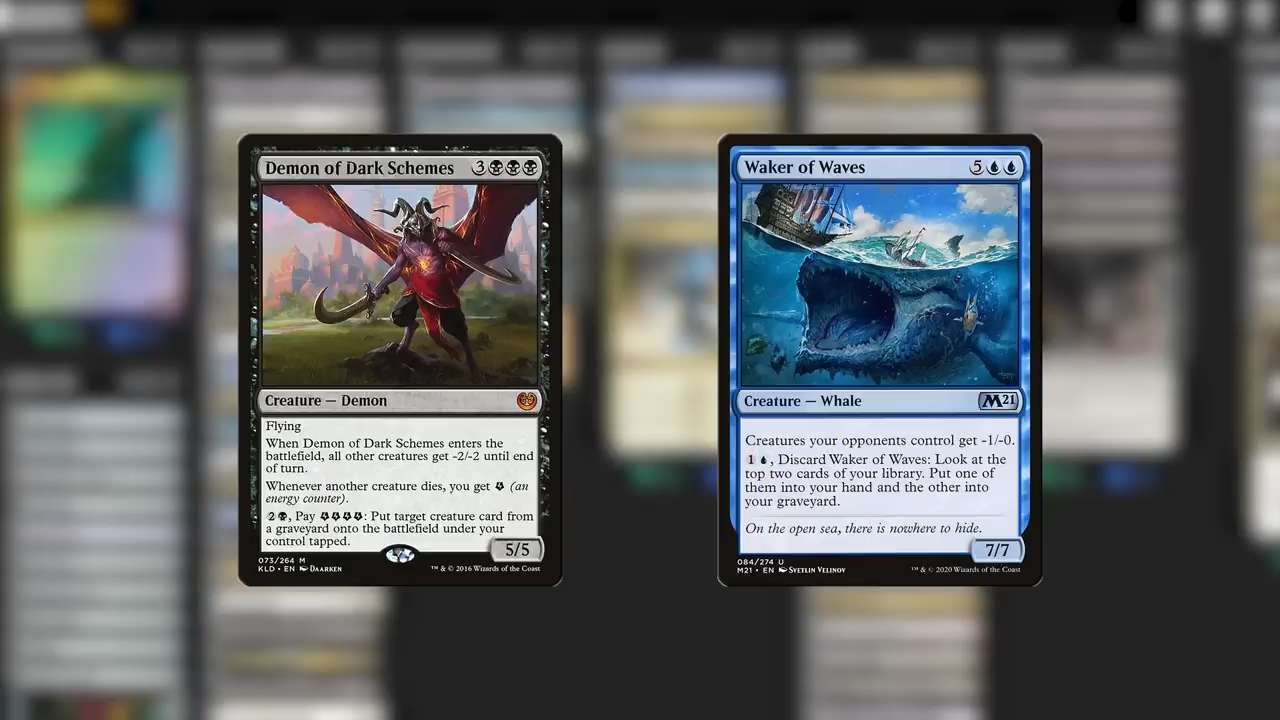 Demon of Dark Schemes 3
Creature — Demon
Flying
When Demon of Dark Schemes enters the
battlefield, all other creatures get -2/-2 until end
of turn.
Whenever another creature dies, you get (an
energy counter).
2, Pay : Put target creature card from
a graveyard onto the battlefield under your
control tapped.
5/5
073/264 M
KLD • EN DAARKEN
™ & © 2016 Wizards of the Coast
Waker of Waves 5
Creature — Whale
M21
Creatures your opponents control get -1/-0.
1, Discard Waker of Waves: Look at the
top two cards of your library. Put one of
them into your hand and the other into
your graveyard.
On the open sea, there is nowhere to hide.
7/7
084/274 U
M21 • EN SVETLIN VELINOV
™ & © 2020 Wizards of the Coast